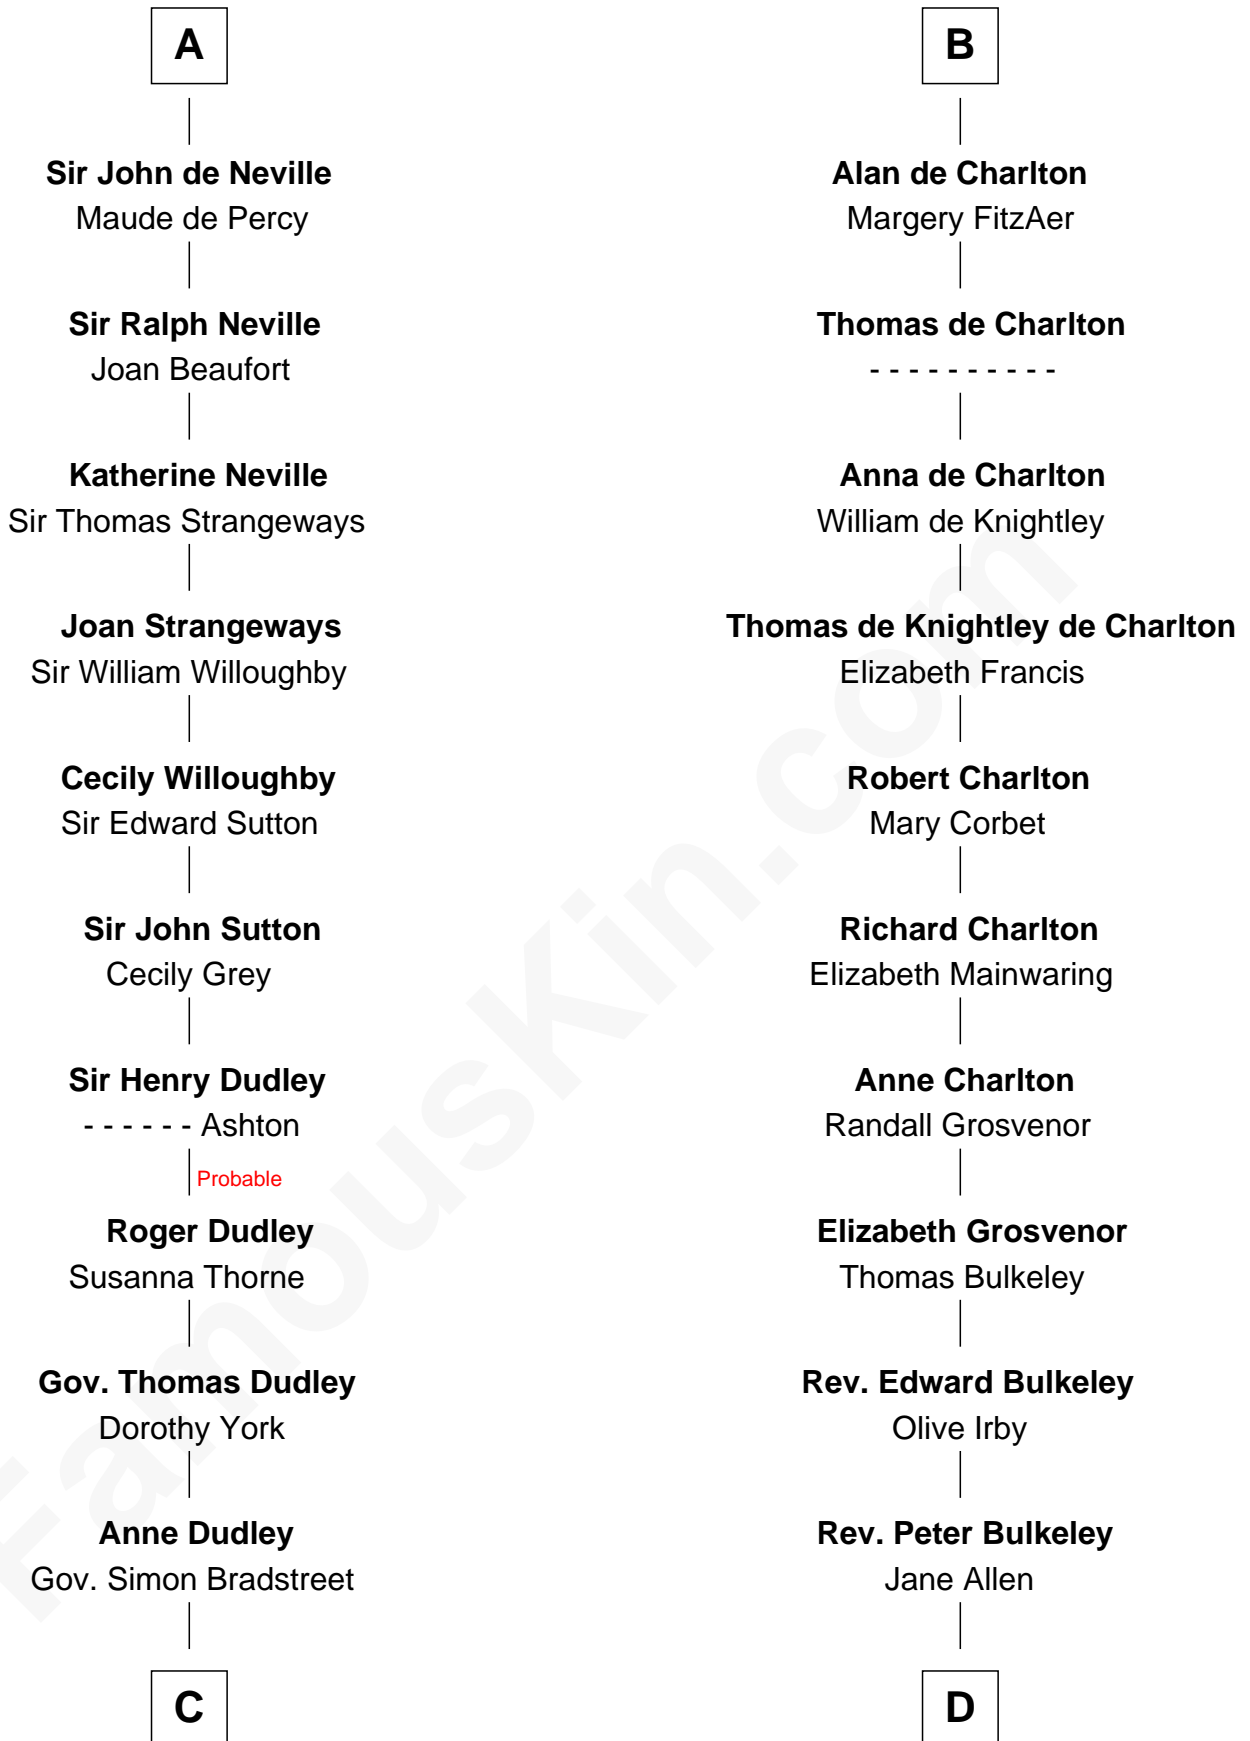 A
Sir John de Neville
Maude de Percy
Sir Ralph Neville
Joan Beaufort
Katherine Neville
Sir Thomas Strangeways
Joan Strangeways
Sir William Willoughby
Cecily Willoughby
Sir Edward Sutton
Sir John Sutton
Cecily Grey
Sir Henry Dudley
- - - - - - Ashton
Probable
Roger Dudley
Susanna Thorne
Gov. Thomas Dudley
Dorothy York
Anne Dudley
Gov. Simon Bradstreet
C
B
Alan de Charlton
Margery FitzAer
Thomas de Charlton
- - - - - - - - - -
Anna de Charlton
William de Knightley
Thomas de Knightley de Charlton
Elizabeth Francis
Robert Charlton
Mary Corbet
Richard Charlton
Elizabeth Mainwaring
Anne Charlton
Randall Grosvenor
Elizabeth Grosvenor
Thomas Bulkeley
Rev. Edward Bulkeley
Olive Irby
Rev. Peter Bulkeley
Jane Allen
D
FamousKin.com